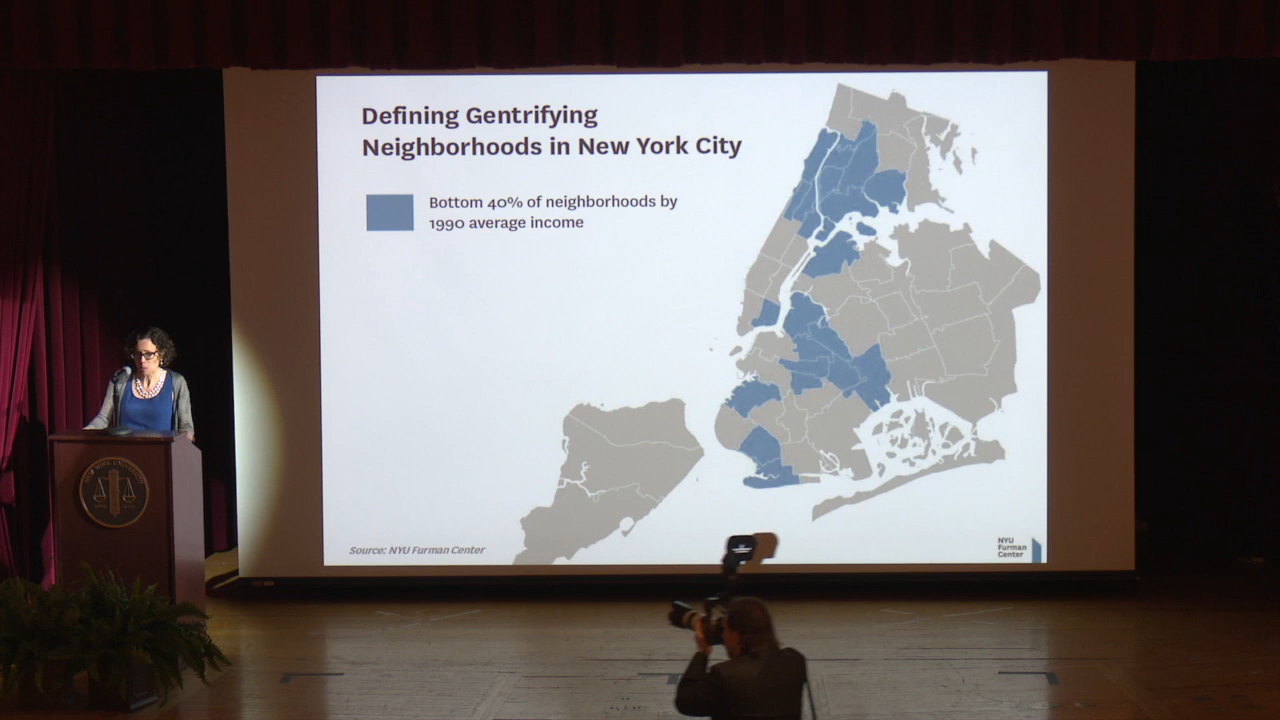 Defining Gentrifying
Neighborhoods in New York City
Bottom 40% of neighborhoods by
1990 average income
Source: NYU Furman Center
NYU
Furman
Center